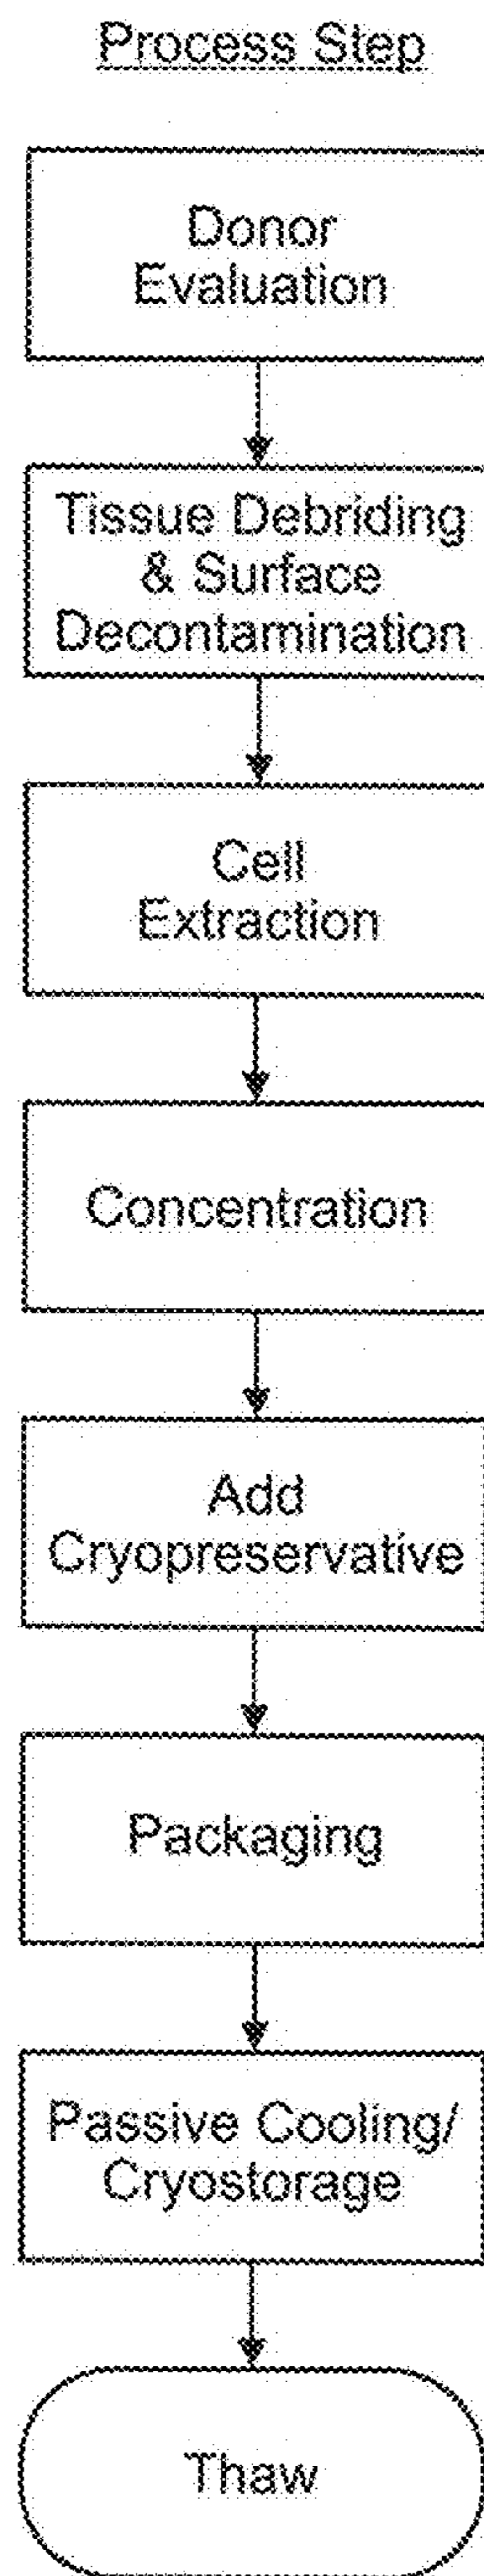 Process Step
Donor
Evaluation
Tissue Debriding
& Surface
Decontamination
Cell
Extraction
Concentration
Add
Cryopreservative
Packaging
Passive Cooling/
Cryostorage
Thaw